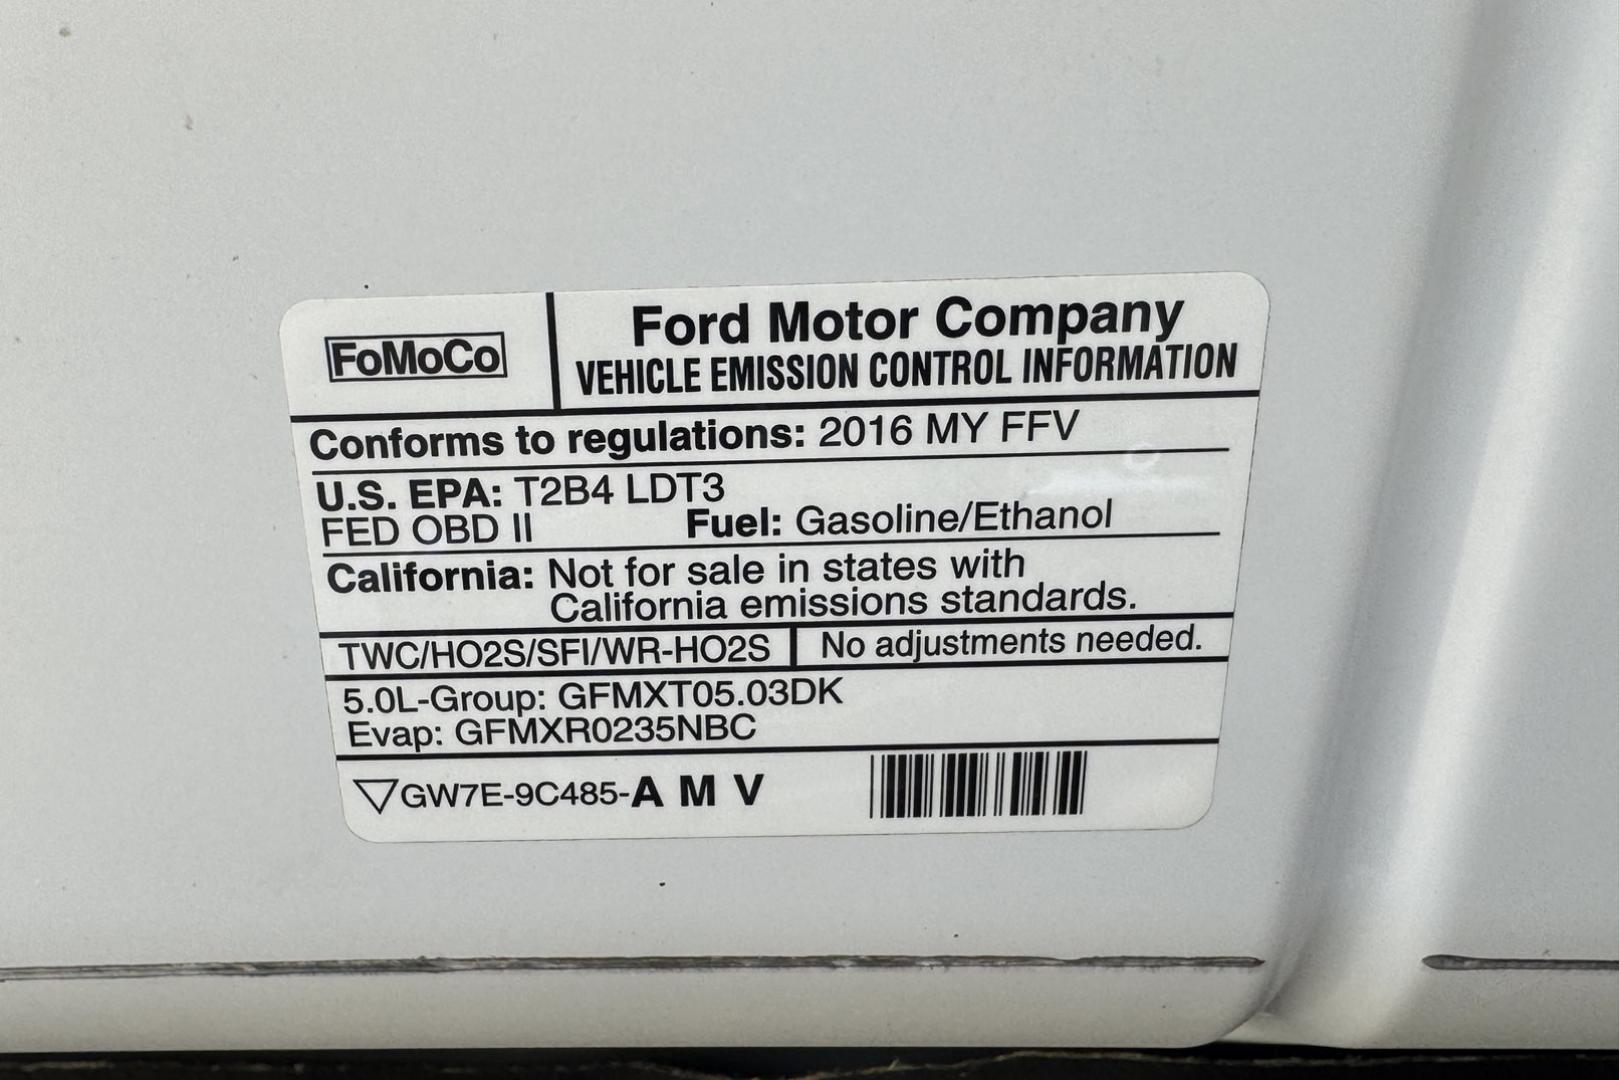 FoMoCo
Ford Motor Company
VEHICLE EMISSION CONTROL INFORMATION
Conforms to regulations: 2016 MY FFV
U.S. EPA: T2B4 LDT3
FED OBD II Fuel: Gasoline/Ethanol
California: Not for sale in states with
California emissions standards.
TWC/HO2S/SFI/WR-HO2S No adjustments needed.
5.0L-Group: GFMXT05.03DK
Evap: GFMXR0235NBC
GW7E-9C485-A M V